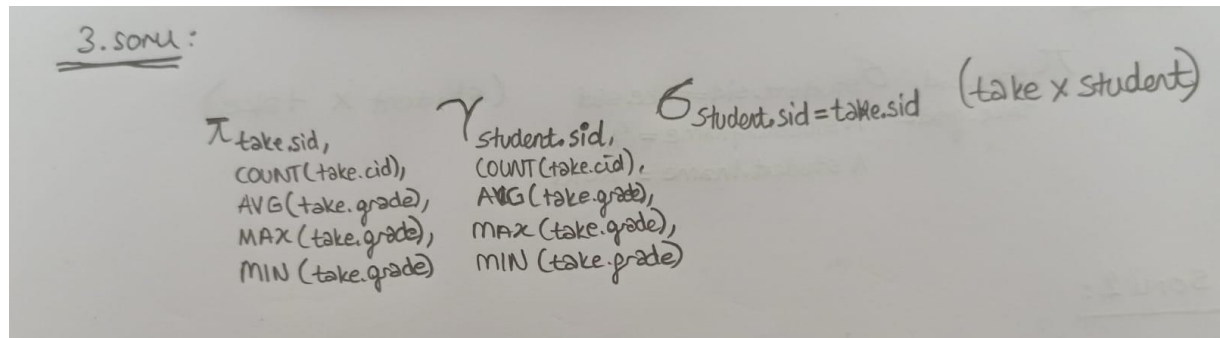 3. soru:
π take.sid, γ student.sid, σ student.sid = take.sid (take x student)
COUNT(take.cid), COUNT(take.cid),
AVG(take.grade), AVG(take.grade),
MAX(take.grade), MAX(take.grade),
MIN(take.grade) MIN(take.grade)